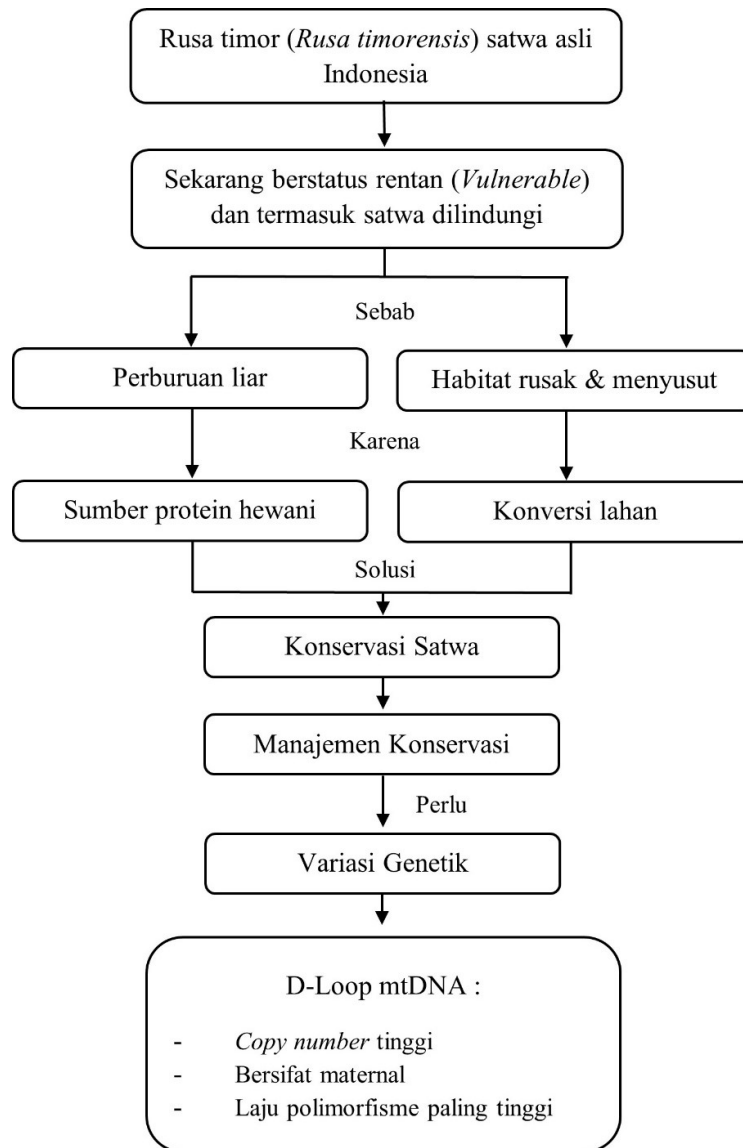 Rusa timor (Rusa timorensis) satwa asli
Indonesia
Sekarang berstatus rentan (Vulnerable)
dan termasuk satwa dilindungi
Sebab
Perburuan liar
Habitat rusak & menyusut
Karena
Sumber protein hewani
Konversi lahan
Solusi
Konservasi Satwa
Manajemen Konservasi
Perlu
Variasi Genetik
D-Loop mtDNA :
- Copy number tinggi
- Bersifat maternal
- Laju polimorfisme paling tinggi